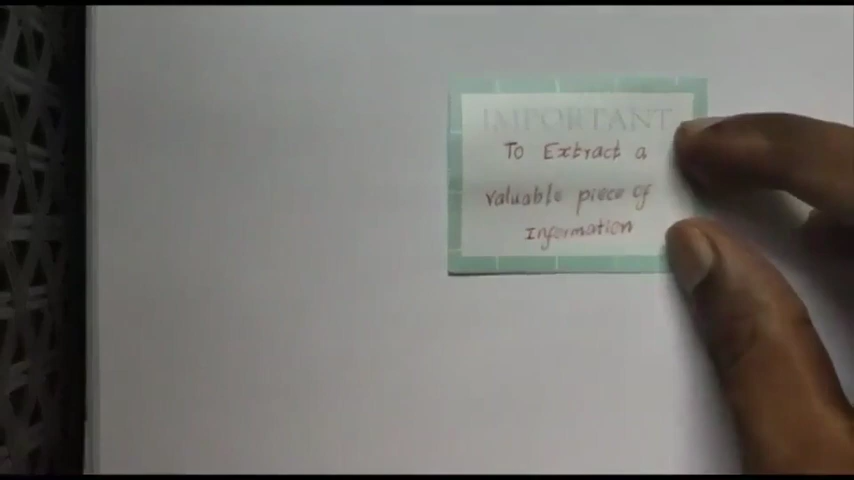 IMPORTANT
To Extract a
valuable piece of
Information